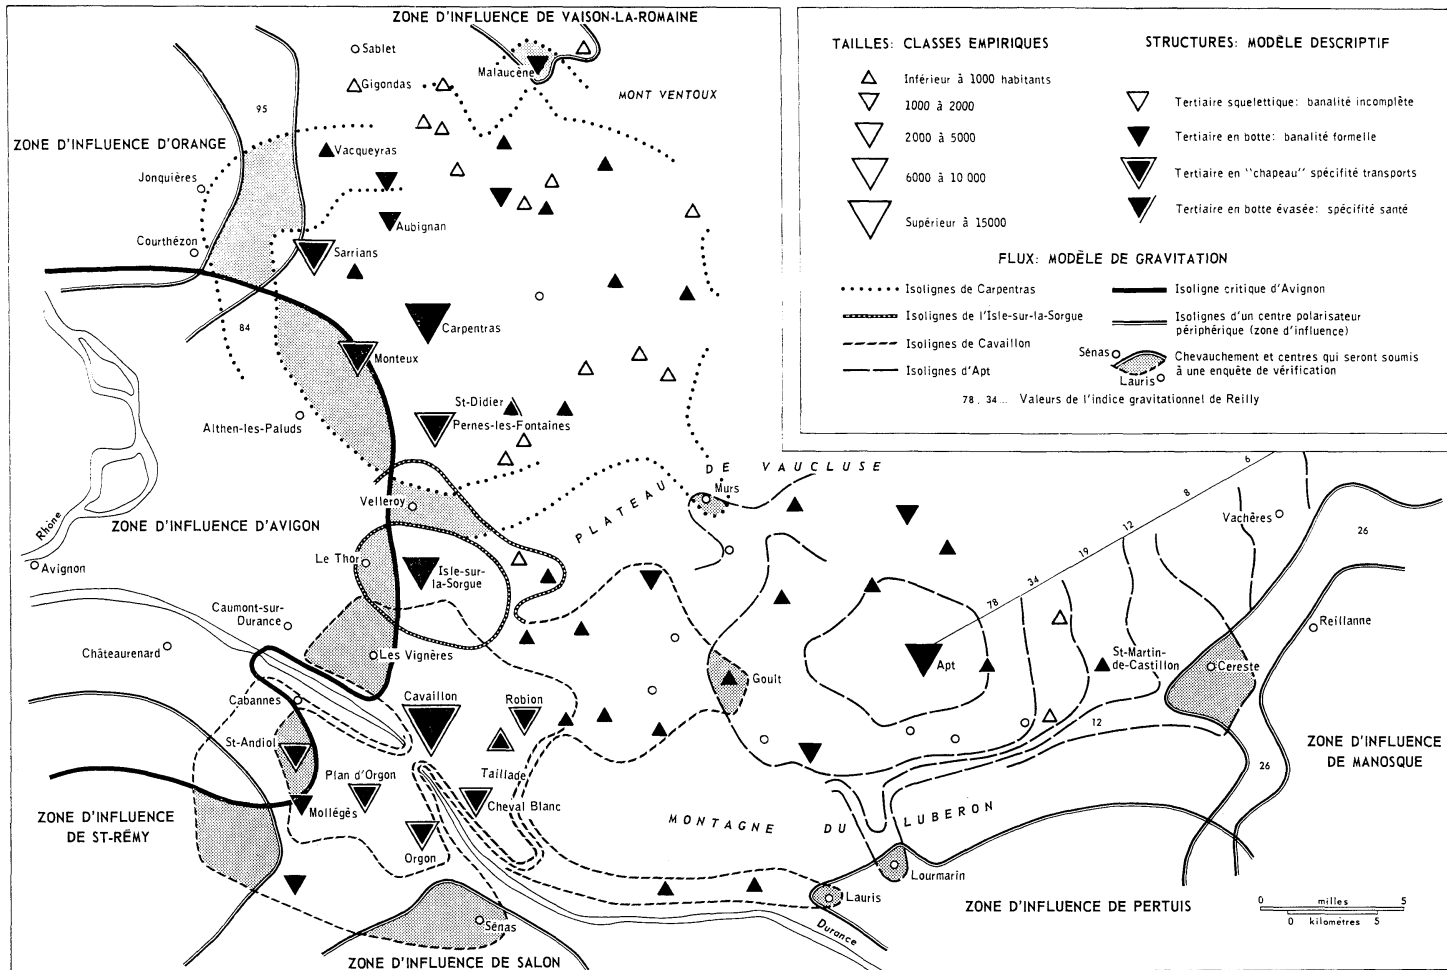 ZONE D'INFLUENCE DE VAISON-LA-ROMAINE
Sablet
Malaucène
Gigondas
MONT VENTOUX
95
ZONE D'INFLUENCE D'ORANGE
Vacqueyras
Jonquières
Aubignan
Courthézon
Sarrians
84
Carpentras
Monteux
St-Didier
Pernes-les-Fontaines
Althen-les-Paluds
PLATEAU DE VAUCLUSE
Murs
Velleroy
ZONE D'INFLUENCE D'AVIGON
Rhône
Avignon
Le Thor
Isle-sur-
la-Sorgue
Caumont-sur-
Durance
Châteaurenard
Les Vignères
Cabannes
Cavaillon
Robion
St-Andiol
Taillade
Plan d'Orgon
Cheval Blanc
Mollégès
Orgon
ZONE D'INFLUENCE
DE ST-RÉMY
Sénas
ZONE D'INFLUENCE DE SALON
MONTAGNE DU LUBERON
Goult
Apt
78
34
19
12
8
6
Vachères
26
Reillanne
St-Martin-
de-Castillon
Cereste
12
26
ZONE D'INFLUENCE
DE MANOSQUE
Lourmarin
Lauris
Durance
ZONE D'INFLUENCE DE PERTUIS
0 milles 5
0 kilomètres 5
TAILLES: CLASSES EMPIRIQUES
Inférieur à 1000 habitants
1000 à 2000
2000 à 5000
6000 à 10 000
Supérieur à 15000
STRUCTURES: MODÈLE DESCRIPTIF
Tertiaire squelettique: banalité incomplète
Tertiaire en botte: banalité formelle
Tertiaire en "chapeau" spécificité transports
Tertiaire en botte évasée: spécificité santé
FLUX: MODÈLE DE GRAVITATION
Isolignes de Carpentras
Isolignes de l'Isle-sur-la-Sorgue
Isolignes de Cavaillon
Isolignes d'Apt
Isoligne critique d'Avignon
Isolignes d'un centre polarisateur
périphérique (zone d'influence)
Sénas
Lauris
Chevauchement et centres qui seront soumis
à une enquête de vérification
78, 34... Valeurs de l'indice gravitationnel de Reilly